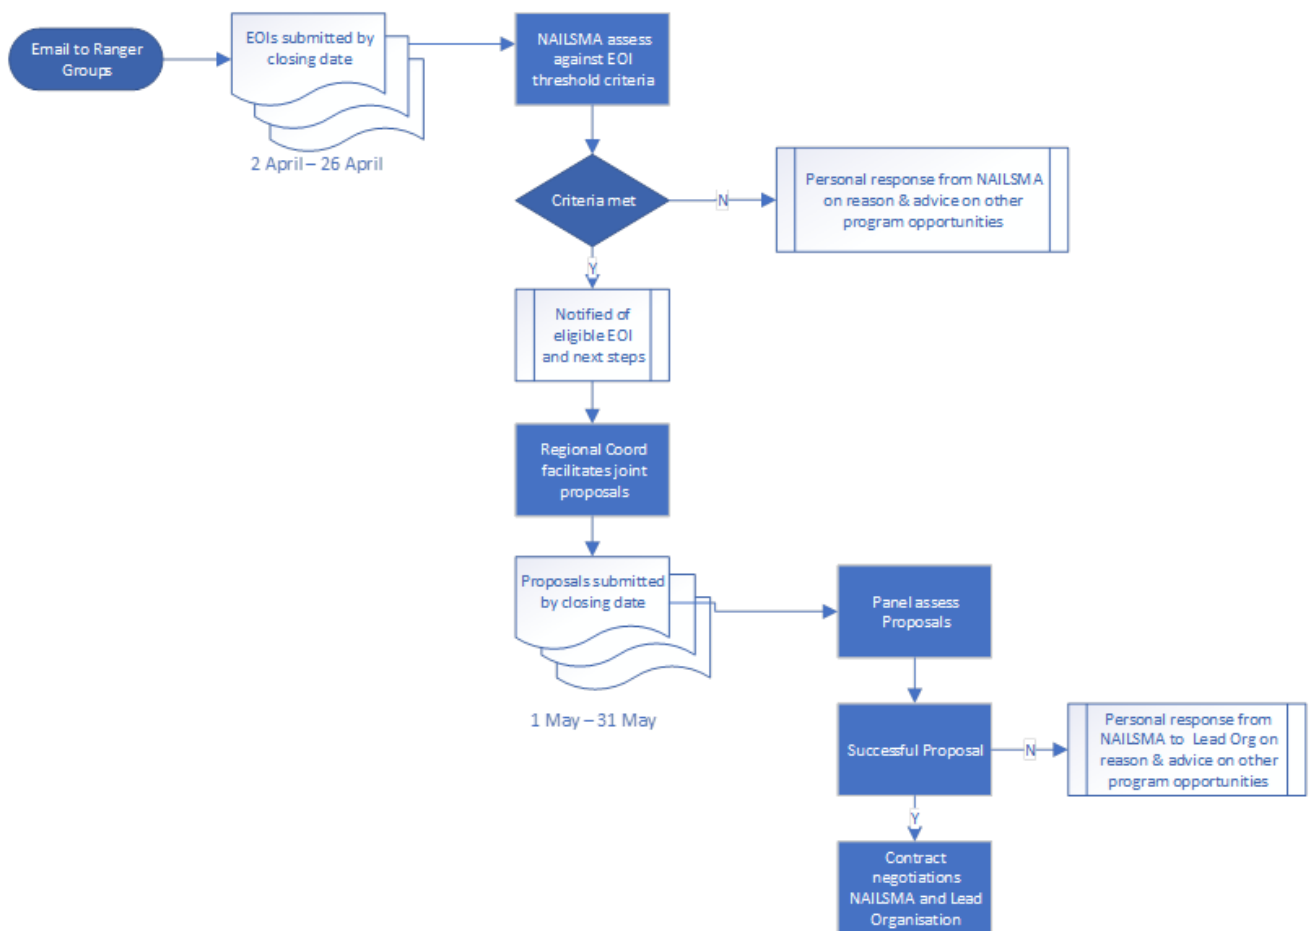 Email to Ranger
Groups
EOIs submitted by
closing date
2 April – 26 April
NAILSMA assess
against EOI
threshold criteria
Criteria met
N
Personal response from NAILSMA
on reason & advice on other
program opportunities
Y
Notified of
eligible EOI
and next steps
Regional Coord
facilitates joint
proposals
Proposals submitted
by closing date
1 May – 31 May
Panel assess
Proposals
Successful Proposal
N
Personal response from
NAILSMA to Lead Org on
reason & advice on other
program opportunities
Y
Contract
negotiations
NAILSMA and Lead
Organisation